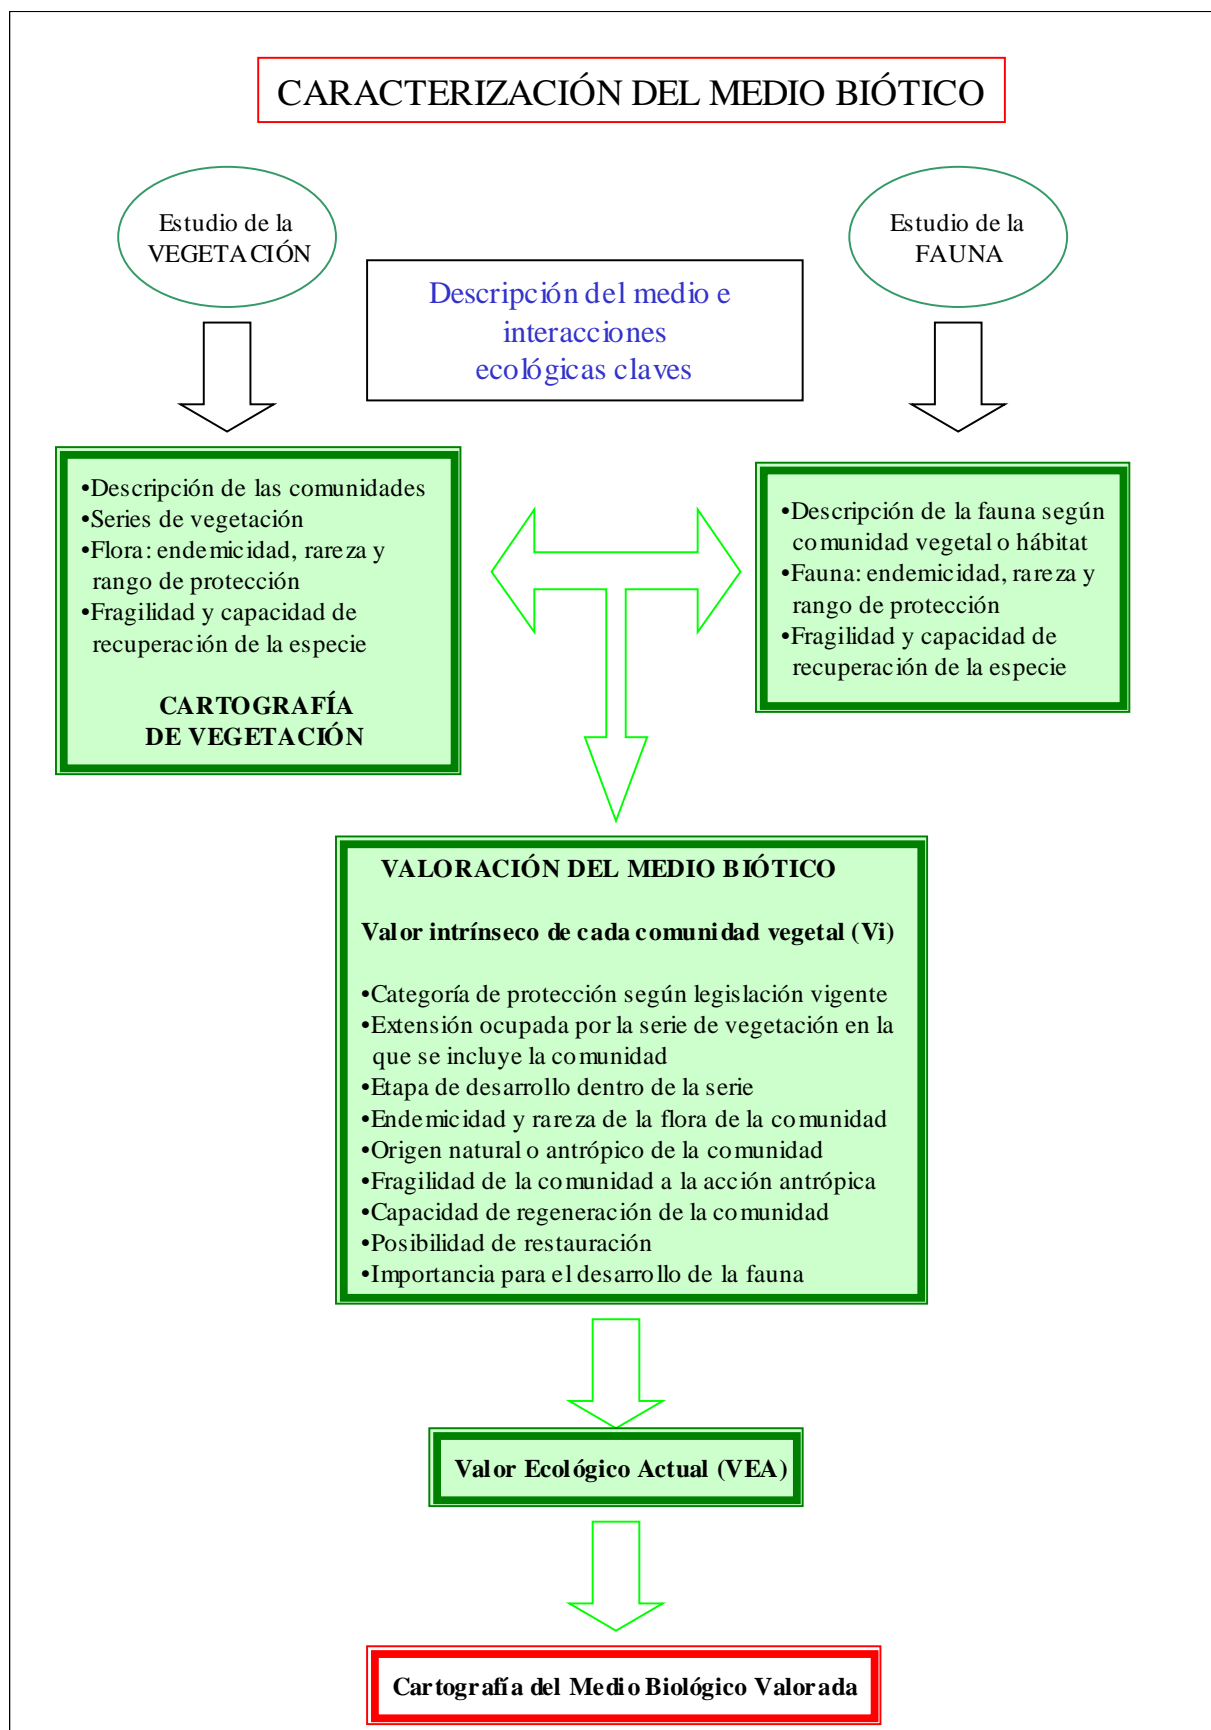 CARACTERIZACIÓN DEL MEDIO BIÓTICO
Estudio de la
VEGETACIÓN
Estudio de la
FAUNA
Descripción del medio e
interacciones
ecológicas claves
•Descripción de las comunidades
•Series de vegetación
•Flora: endemicidad, rareza y
rango de protección
•Fragilidad y capacidad de
recuperación de la especie
CARTOGRAFÍA
DE VEGETACIÓN
•Descripción de la fauna según
comunidad vegetal o hábitat
•Fauna: endemicidad, rareza y
rango de protección
•Fragilidad y capacidad de
recuperación de la especie
VALORACIÓN DEL MEDIO BIÓTICO
Valor intrínseco de cada comunidad vegetal (Vi)
•Categoría de protección según legislación vigente
•Extensión ocupada por la serie de vegetación en la
que se incluye la comunidad
•Etapa de desarrollo dentro de la serie
•Endemicidad y rareza de la flora de la comunidad
•Origen natural o antrópico de la comunidad
•Fragilidad de la comunidad a la acción antrópica
•Capacidad de regeneración de la comunidad
•Posibilidad de restauración
•Importancia para el desarrollo de la fauna
Valor Ecológico Actual (VEA)
Cartografía del Medio Biológico Valorada